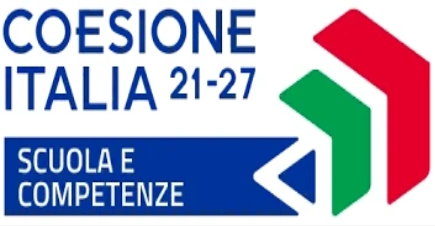 COESIONE
ITALIA 21-27
SCUOLA E
COMPETENZE